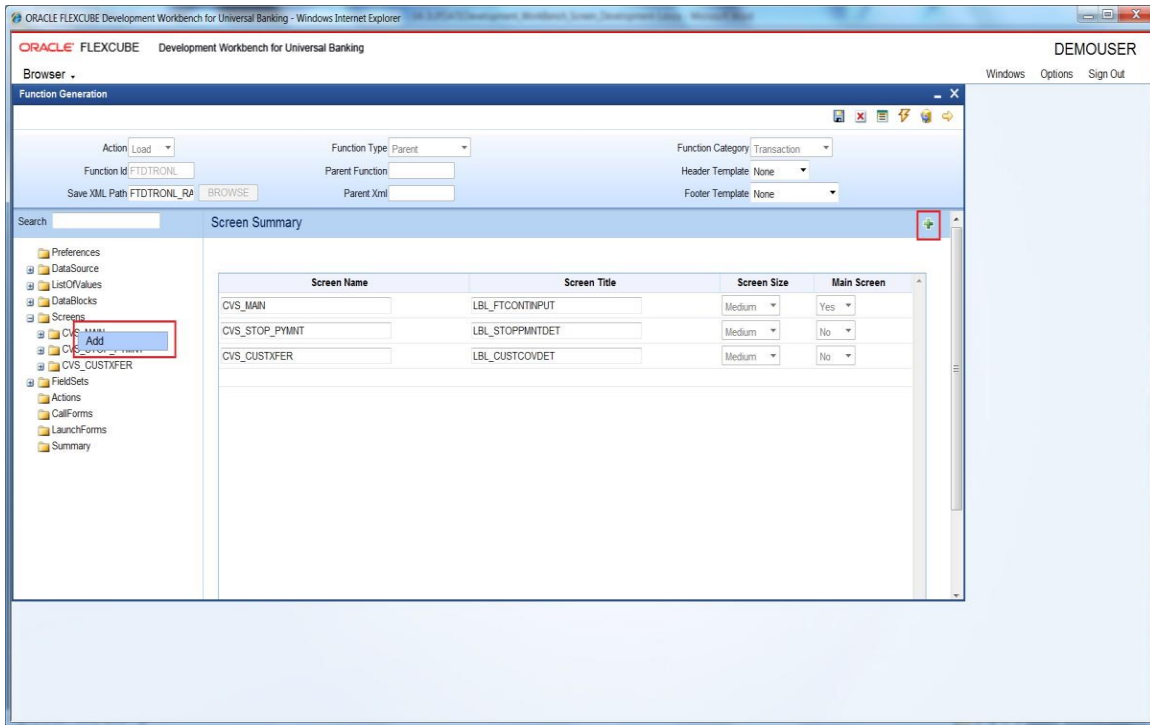 ORACLE FLEXCUBE Development Workbench for Universal Banking - Windows Internet Explorer
ORACLE FLEXCUBE Development Workbench for Universal Banking DEMOUSER
Browser Windows Options Sign Out
Function Generation
Action Load Function Type Parent Function Category Transaction
Function Id FTDTRONL Parent Function Header Template None
Save XML Path FTDTRONL_RA BROWSE Parent Xml Footer Template None
Search Screen Summary
Preferences
DataSource
ListOfValues
DataBlocks
Screens
Add
CVS_CUSTXFER
FieldSets
Actions
CallForms
LaunchForms
Summary
Screen Name Screen Title Screen Size Main Screen
CVS_MAIN LBL_FTCONTINPUT Medium Yes
CVS_STOP_PYMNT LBL_STOPPMNTDET Medium No
CVS_CUSTXFER LBL_CUSTCOVDET Medium No